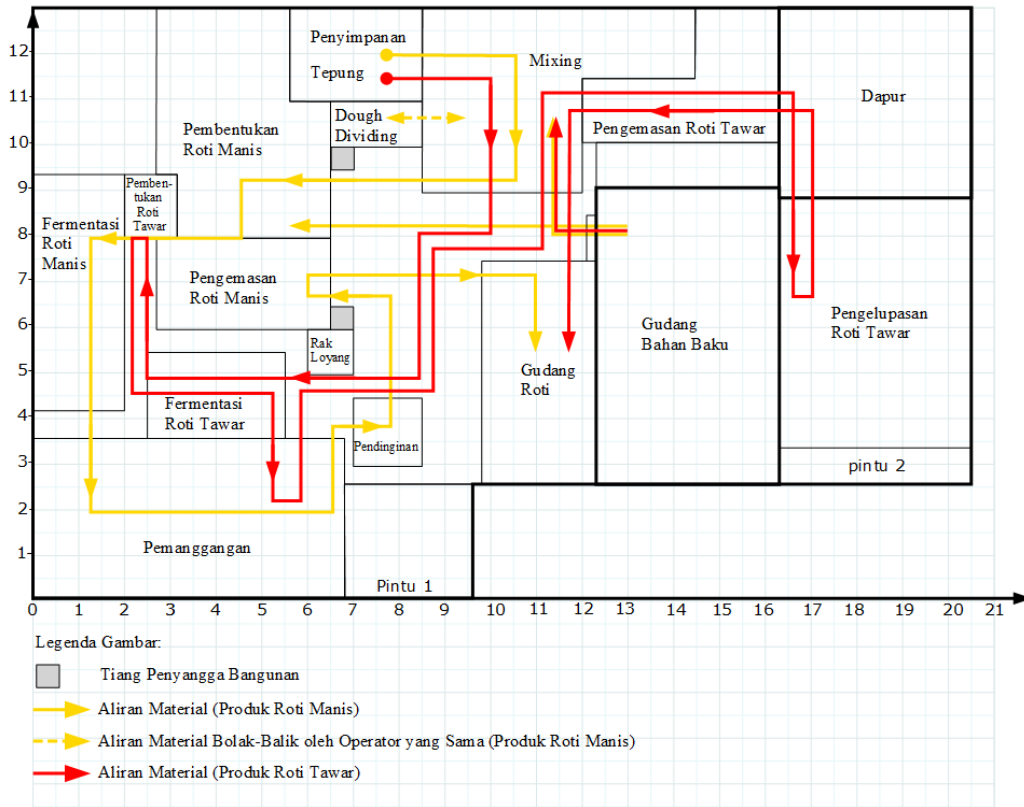 12
11
10
9
8
7
6
5
4
3
2
1
Penyimpanan
Tepung
Mixing
Dapur
Dough
Dividing
Pembentukan
Roti Manis
Pengemasan Roti Tawar
Pemben-
tukan
Roti
Tawar
Fermentasi
Roti
Manis
Pengemasan
Roti Manis
Rak
Loyang
Gudang
Bahan Baku
Pengelupasan
Roti Tawar
Gudang
Roti
Fermentasi
Roti Tawar
Pendinginan
pintu 2
Pemanggangan
Pintu 1
0 1 2 3 4 5 6 7 8 9 10 11 12 13 14 15 16 17 18 19 20 21
Legenda Gambar:
Tiang Penyangga Bangunan
Aliran Material (Produk Roti Manis)
Aliran Material Bolak-Balik oleh Operator yang Sama (Produk Roti Manis)
Aliran Material (Produk Roti Tawar)